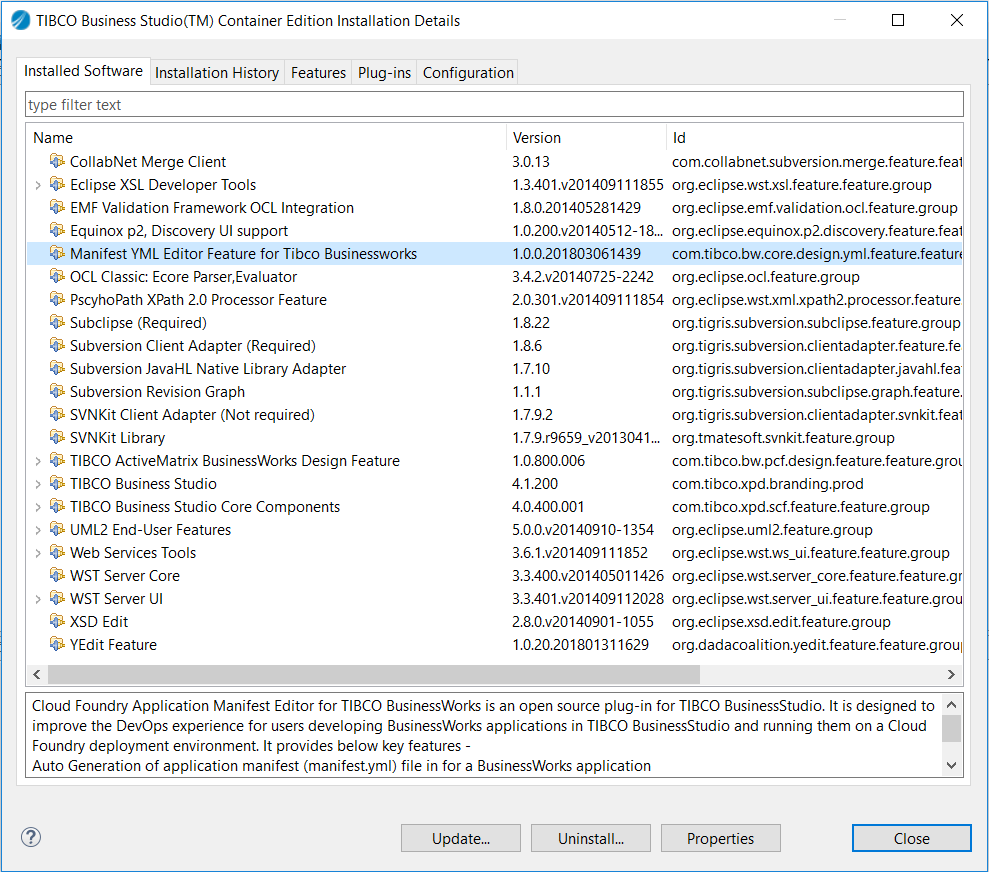 TIBCO Business Studio(TM) Container Edition Installation Details
Installed Software Installation History Features Plug-ins Configuration
type filter text
Name Version Id
CollabNet Merge Client 3.0.13 com.collabnet.subversion.merge.feature.feat
Eclipse XSL Developer Tools 1.3.401.v201409111855 org.eclipse.wst.xsl.feature.feature.group
EMF Validation Framework OCL Integration 1.8.0.201405281429 org.eclipse.emf.validation.ocl.feature.group
Equinox p2, Discovery UI support 1.0.200.v20140512-18... org.eclipse.equinox.p2.discovery.feature.feat
Manifest YML Editor Feature for Tibco Businessworks 1.0.0.201803061439 com.tibco.bw.core.design.yml.feature.feature
OCL Classic: Ecore Parser,Evaluator 3.4.2.v20140725-2242 org.eclipse.ocl.feature.group
PscyhoPath XPath 2.0 Processor Feature 2.0.301.v201409111854 org.eclipse.wst.xml.xpath2.processor.feature
Subclipse (Required) 1.8.22 org.tigris.subversion.subclipse.feature.group
Subversion Client Adapter (Required) 1.8.6 org.tigris.subversion.clientadapter.feature.fe
Subversion JavaHL Native Library Adapter 1.7.10 org.tigris.subversion.clientadapter.javahl.feat
Subversion Revision Graph 1.1.1 org.tigris.subversion.subclipse.graph.feature.
SVNKit Client Adapter (Not required) 1.7.9.2 org.tigris.subversion.clientadapter.svnkit.feat
SVNKit Library 1.7.9.r9659_v2013041... org.tmatesoft.svnkit.feature.group
TIBCO ActiveMatrix BusinessWorks Design Feature 1.0.800.006 com.tibco.bw.pcf.design.feature.feature.grou
TIBCO Business Studio 4.1.200 com.tibco.xpd.branding.prod
TIBCO Business Studio Core Components 4.0.400.001 com.tibco.xpd.scf.feature.feature.group
UML2 End-User Features 5.0.0.v20140910-1354 org.eclipse.uml2.feature.group
Web Services Tools 3.6.1.v201409111852 org.eclipse.wst.ws_ui.feature.feature.group
WST Server Core 3.3.400.v201405011426 org.eclipse.wst.server_core.feature.feature.gr
WST Server UI 3.3.401.v201409112028 org.eclipse.wst.server_ui.feature.feature.grou
XSD Edit 2.8.0.v20140901-1055 org.eclipse.xsd.edit.feature.group
YEdit Feature 1.0.20.201801311629 org.dadacoalition.yedit.feature.feature.group
Cloud Foundry Application Manifest Editor for TIBCO BusinessWorks is an open source plug-in for TIBCO BusinessStudio. It is designed to
improve the DevOps experience for users developing BusinessWorks applications in TIBCO BusinessStudio and running them on a Cloud
Foundry deployment environment. It provides below key features -
Auto Generation of application manifest (manifest.yml) file in for a BusinessWorks application
? Update... Uninstall... Properties Close